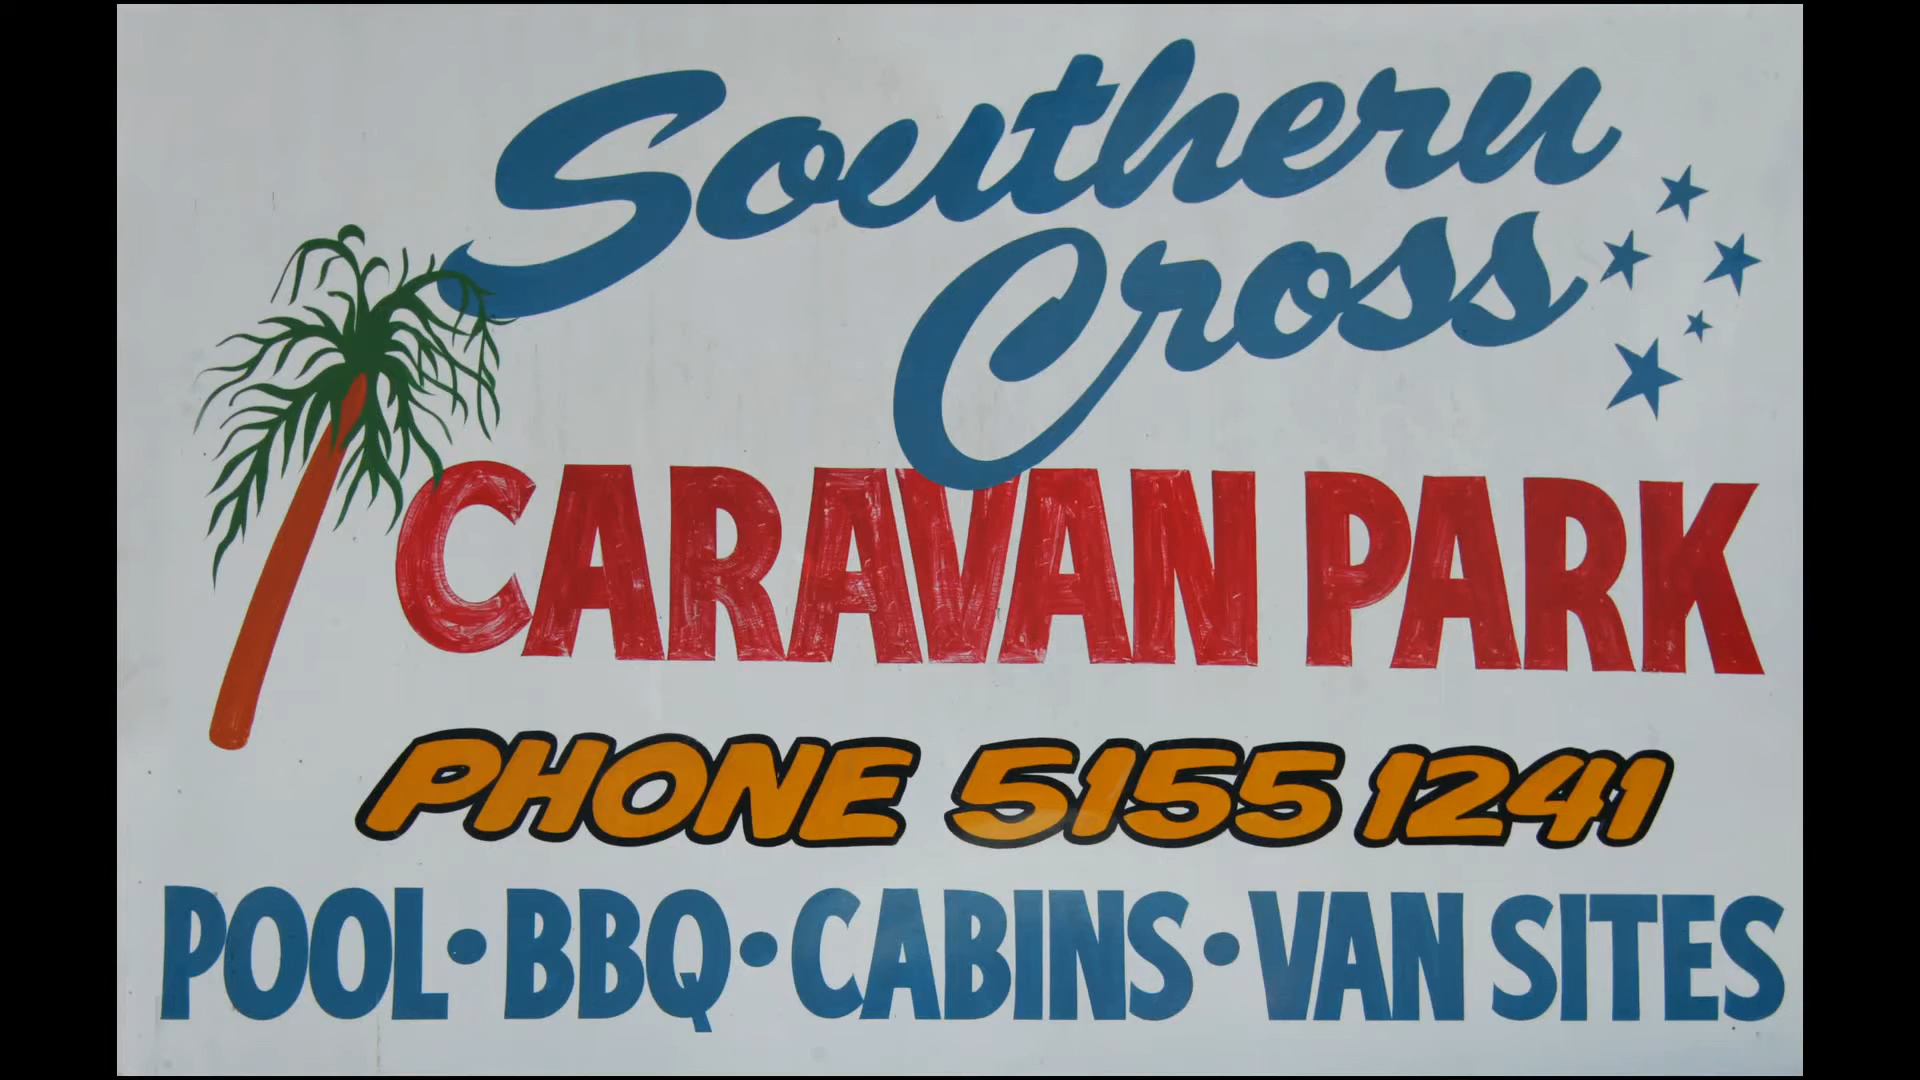 Southern
Cross
CARAVAN PARK
PHONE 5155 1241
POOL • BBQ • CABINS • VAN SITES